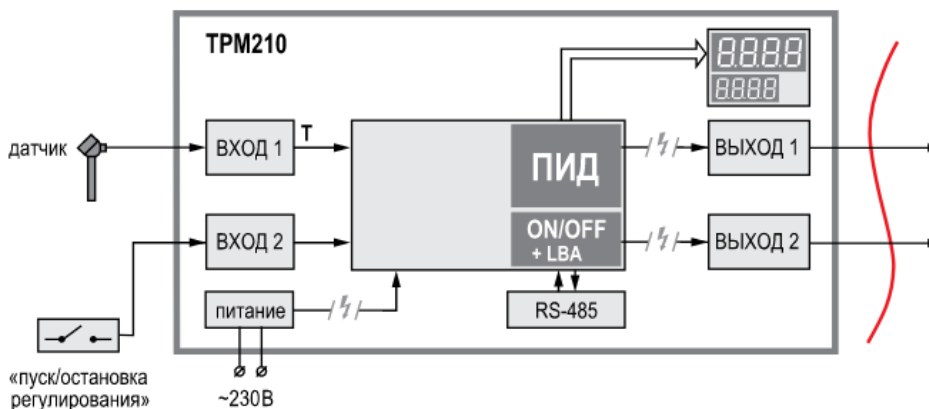 ТРМ210
8.8.8.8
8.8.8.8
датчик
ВХОД 1
T
ПИД
ВЫХОД 1
ВХОД 2
ON/OFF
+ LBA
ВЫХОД 2
питание
RS-485
«пуск/остановка
регулирования»
~230В